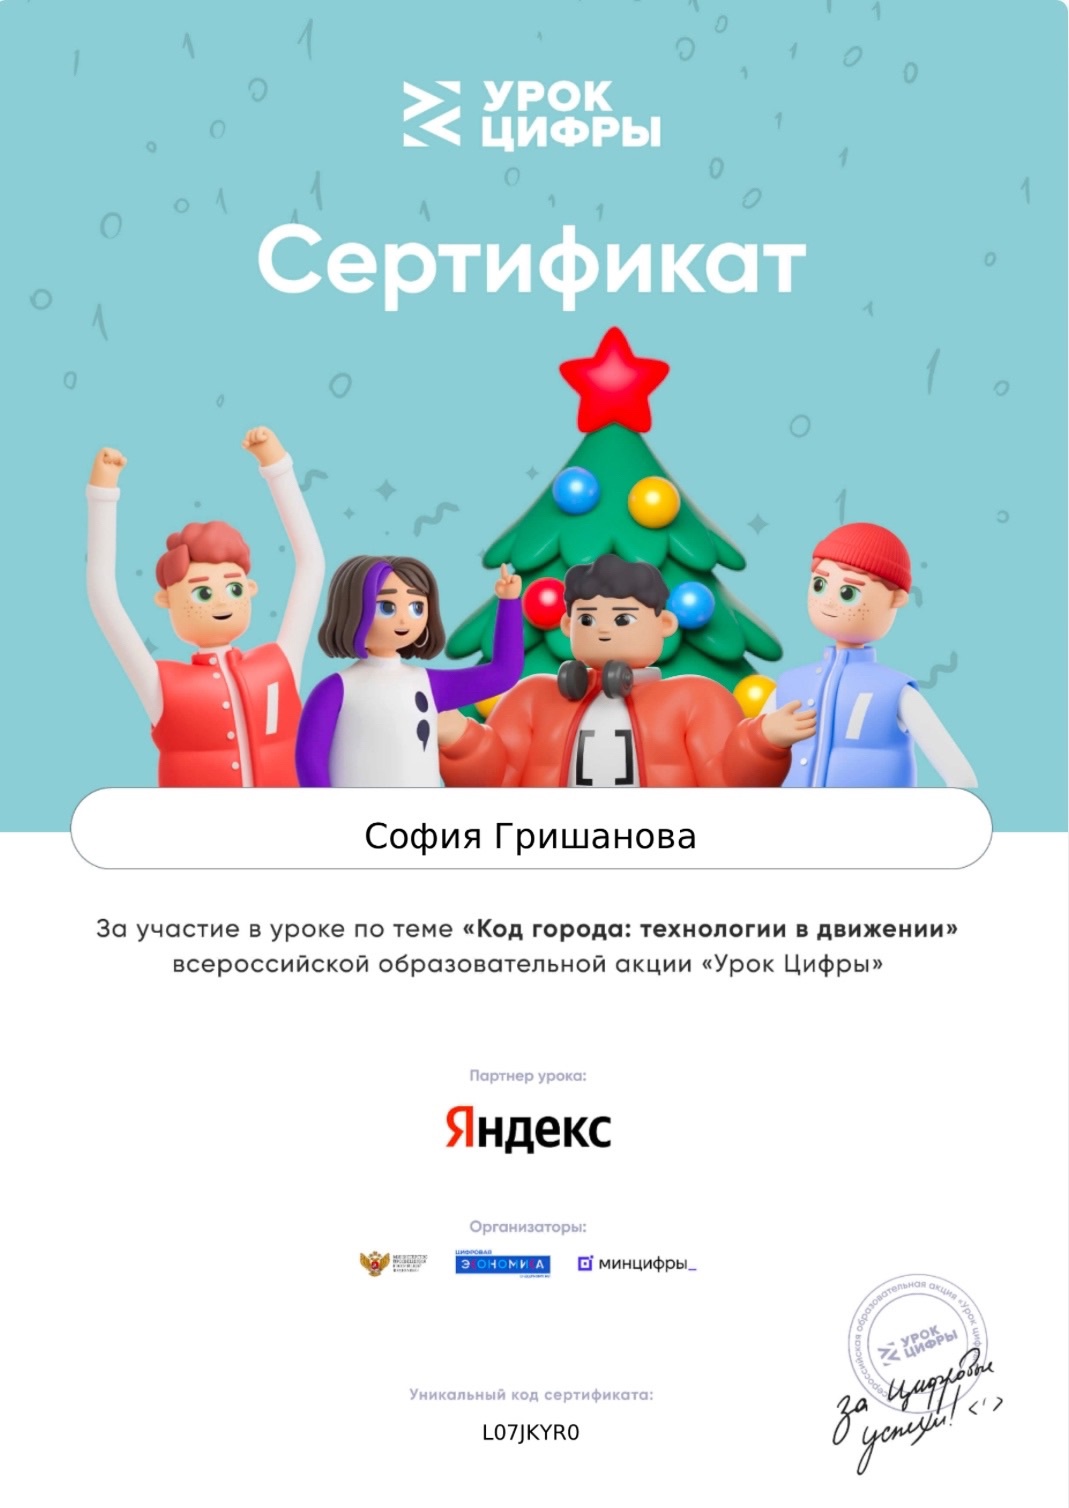 УРОК
ЦИФРЫ
Сертификат
София Гришанова
За участие в уроке по теме «Код города: технологии в движении»
всероссийской образовательной акции «Урок Цифры»
Партнер урока:
Яндекс
Организаторы:
МИНИСТЕРСТВО
ПРОСВЕЩЕНИЯ
ЦИФРОВАЯ
ЭКОНОМИКА
минцифры_
всероссийская образовательная акция «Урок цифры»
УРОК
ЦИФРЫ
за Цифровые
успехи! <'>
Уникальный код сертификата:
L07JKYR0